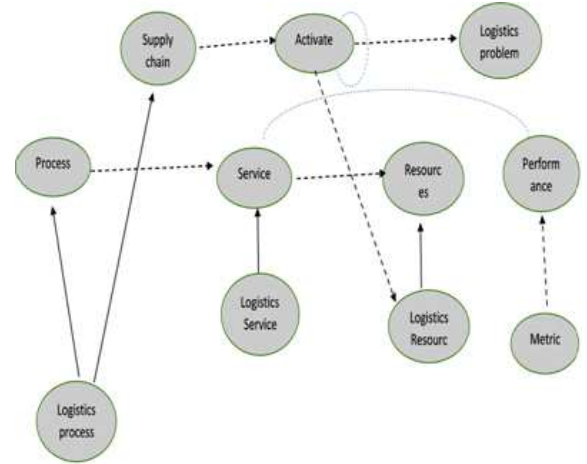 Supply
chain
Activate
Logistics
problem
Process
Service
Resourc
es
Perform
ance
Logistics
Service
Logistics
Resourc
Metric
Logistics
process